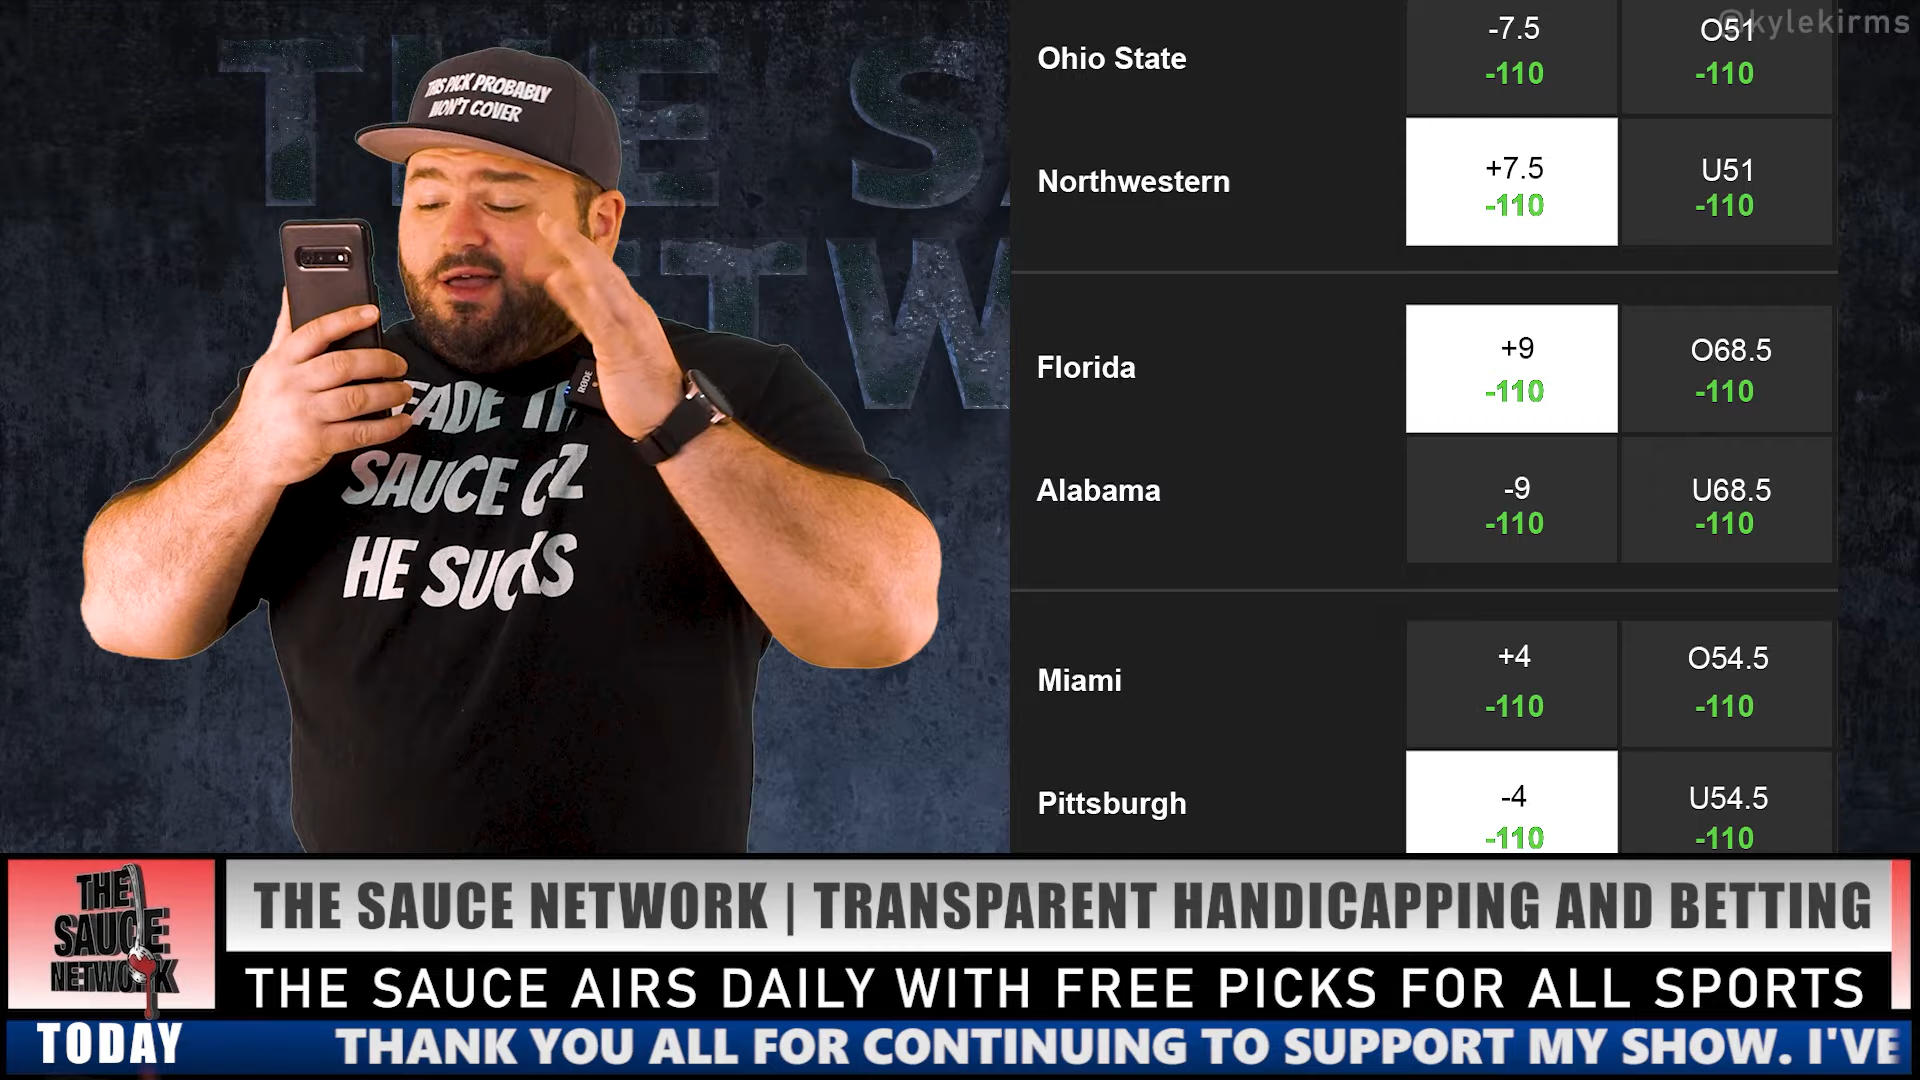 THE S
TW
THIS PICK PROBABLY
WON'T COVER
FADE TH
SAUCE CZ
HE SUCKS
RØDE
@kylekirms
Ohio State
-7.5
-110
O51
-110
Northwestern
+7.5
-110
U51
-110
Florida
+9
-110
O68.5
-110
Alabama
-9
-110
U68.5
-110
Miami
+4
-110
O54.5
-110
Pittsburgh
-4
-110
U54.5
-110
THE
SAUCE
NETWORK
THE SAUCE NETWORK | TRANSPARENT HANDICAPPING AND BETTING
THE SAUCE AIRS DAILY WITH FREE PICKS FOR ALL SPORTS
TODAY
THANK YOU ALL FOR CONTINUING TO SUPPORT MY SHOW. I'VE